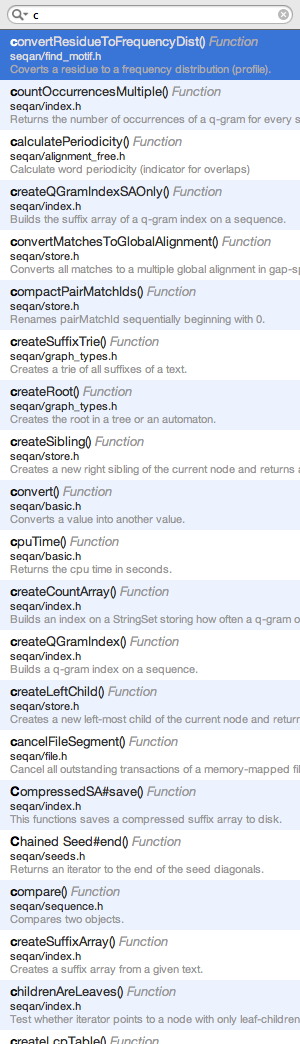 c
convertResidueToFrequencyDist() Function
seqan/find_motif.h
Coverts a residue to a frequency distribution (profile).
countOccurrencesMultiple() Function
seqan/index.h
Returns the number of occurrences of a q-gram for every s
calculatePeriodicity() Function
seqan/alignment_free.h
Calculate word periodicity (indicator for overlaps)
createQGramIndexSAOnly() Function
seqan/index.h
Builds the suffix array of a q-gram index on a sequence.
convertMatchesToGlobalAlignment() Function
seqan/store.h
Converts all matches to a multiple global alignment in gap-sp
compactPairMatchIds() Function
seqan/store.h
Renames pairMatchId sequentially beginning with 0.
createSuffixTrie() Function
seqan/graph_types.h
Creates a trie of all suffixes of a text.
createRoot() Function
seqan/graph_types.h
Creates the root in a tree or an automaton.
createSibling() Function
seqan/store.h
Creates a new right sibling of the current node and returns a
convert() Function
seqan/basic.h
Converts a value into another value.
cpuTime() Function
seqan/basic.h
Returns the cpu time in seconds.
createCountArray() Function
seqan/index.h
Builds an index on a StringSet storing how often a q-gram o
createQGramIndex() Function
seqan/index.h
Builds a q-gram index on a sequence.
createLeftChild() Function
seqan/store.h
Creates a new left-most child of the current node and return
cancelFileSegment() Function
seqan/file.h
Cancel all outstanding transactions of a memory-mapped fil
CompressedSA#save() Function
seqan/index.h
This functions saves a compressed suffix array to disk.
Chained Seed#end() Function
seqan/seeds.h
Returns an iterator to the end of the seed diagonals.
compare() Function
seqan/sequence.h
Compares two objects.
createSuffixArray() Function
seqan/index.h
Creates a suffix array from a given text.
childrenAreLeaves() Function
seqan/index.h
Test whether iterator points to a node with only leaf-children
createLcpTable() Function